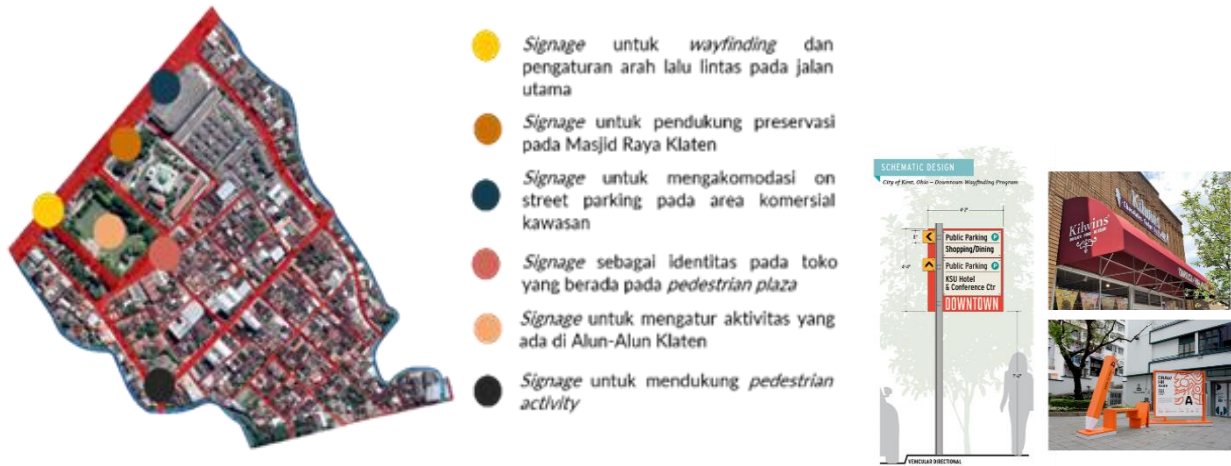 Signage untuk wayfinding dan
pengaturan arah lalu lintas pada jalan
utama
Signage untuk pendukung preservasi
pada Masjid Raya Klaten
Signage untuk mengakomodasi on
street parking pada area komersial
kawasan
Signage sebagai identitas pada toko
yang berada pada pedestrian plaza
Signage untuk mengatur aktivitas yang
ada di Alun-Alun Klaten
Signage untuk mendukung pedestrian
activity
SCHEMATIC DESIGN
City of Kent, Ohio – Downtown Wayfinding Program
Public Parking P
Shopping/Dining
Public Parking P
KSU Hotel
& Conference Ctr
DOWNTOWN
VEHICULAR DIRECTIONAL
Kilwins
Kilwins
A